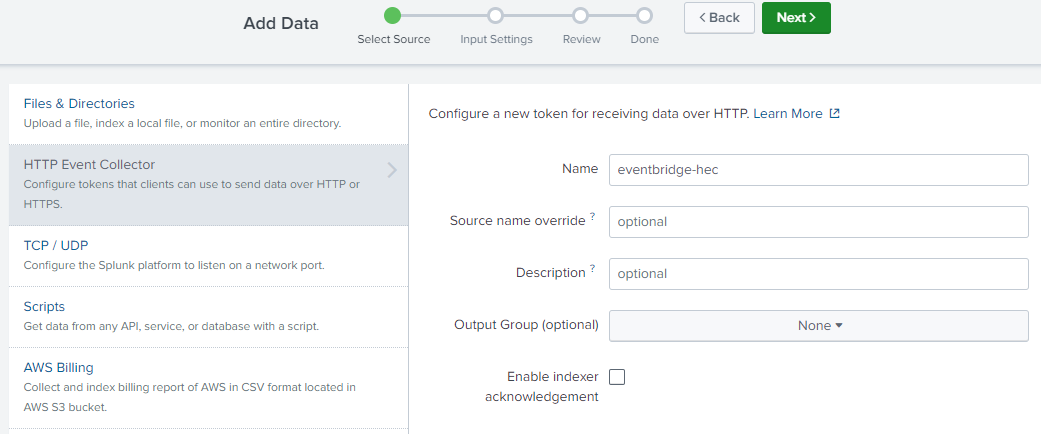 Add Data
Select Source
Input Settings
Review
Done
< Back
Next >
Files & Directories
Upload a file, index a local file, or monitor an entire directory.
HTTP Event Collector
Configure tokens that clients can use to send data over HTTP or
HTTPS.
TCP / UDP
Configure the Splunk platform to listen on a network port.
Scripts
Get data from any API, service, or database with a script.
AWS Billing
Collect and index billing report of AWS in CSV format located in
AWS S3 bucket.
Configure a new token for receiving data over HTTP. Learn More
Name
eventbridge-hec
Source name override ?
optional
Description ?
optional
Output Group (optional)
None
Enable indexer
acknowledgement